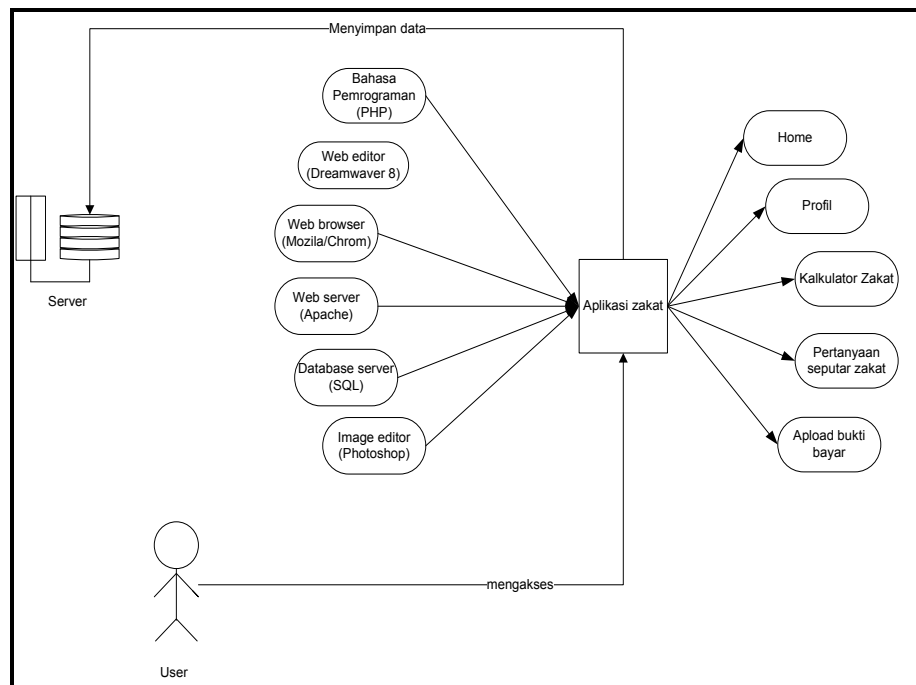 Menyimpan data
Bahasa
Pemrograman
(PHP)
Web editor
(Dreamwaver 8)
Web browser
(Mozila/Chrom)
Web server
(Apache)
Database server
(SQL)
Image editor
(Photoshop)
Server
Aplikasi zakat
Home
Profil
Kalkulator Zakat
Pertanyaan
seputar zakat
Apload bukti
bayar
mengakses
User